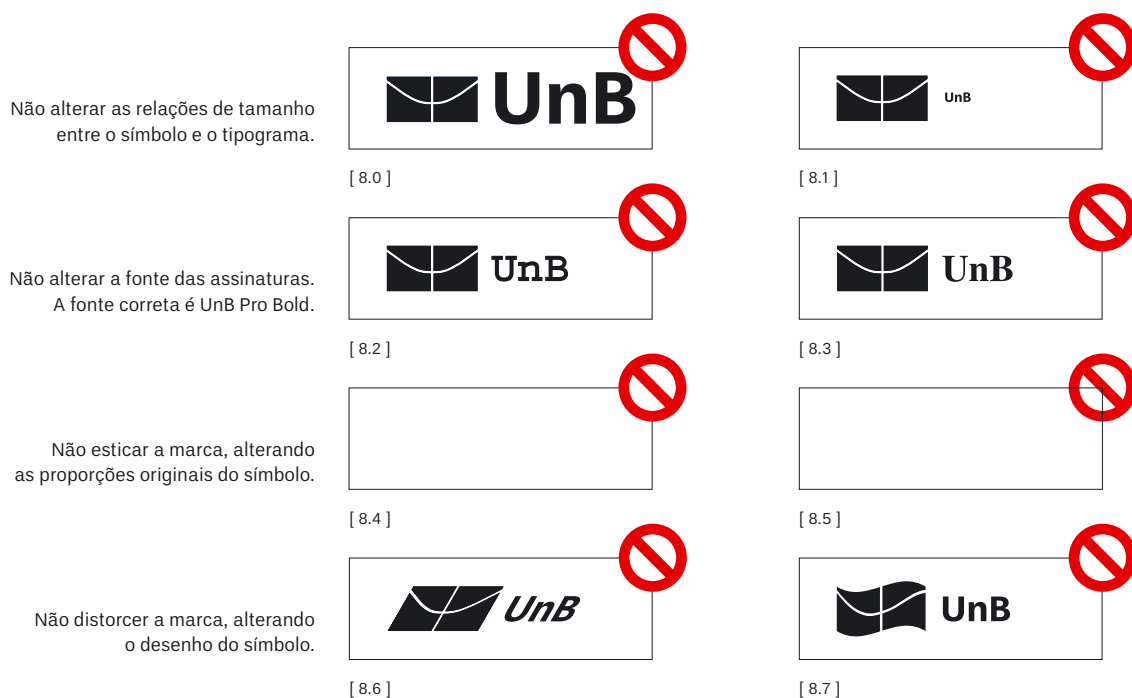 Não alterar as relações de tamanho
entre o símbolo e o tipograma.
UnB
[ 8.0 ]
UnB
[ 8.1 ]
Não alterar a fonte das assinaturas.
A fonte correta é UnB Pro Bold.
UnB
[ 8.2 ]
UnB
[ 8.3 ]
Não esticar a marca, alterando
as proporções originais do símbolo.
[ 8.4 ]
[ 8.5 ]
Não distorcer a marca, alterando
o desenho do símbolo.
UnB
[ 8.6 ]
UnB
[ 8.7 ]